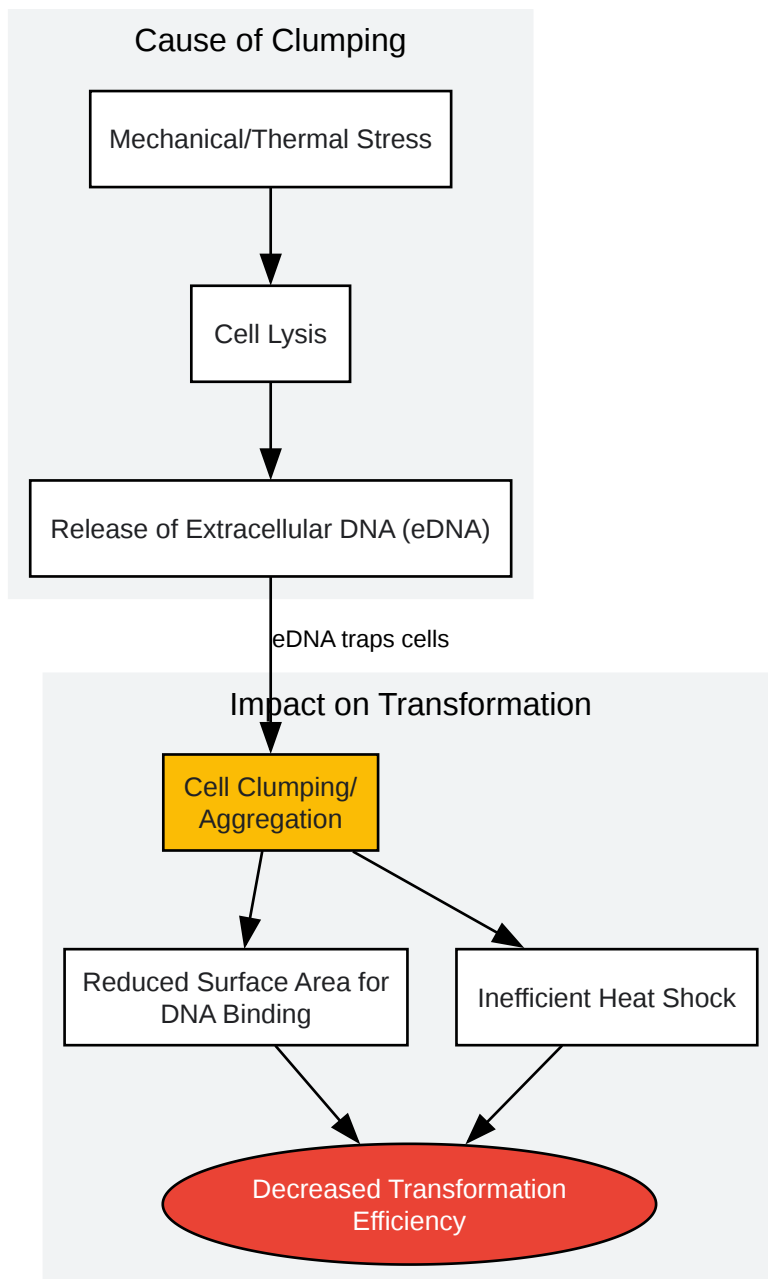 Cause of Clumping
Mechanical/Thermal Stress
Cell Lysis
Release of Extracellular DNA (eDNA)
eDNA traps cells
Impact on Transformation
Cell Clumping/
Aggregation
Reduced Surface Area for
DNA Binding
Inefficient Heat Shock
Decreased Transformation
Efficiency